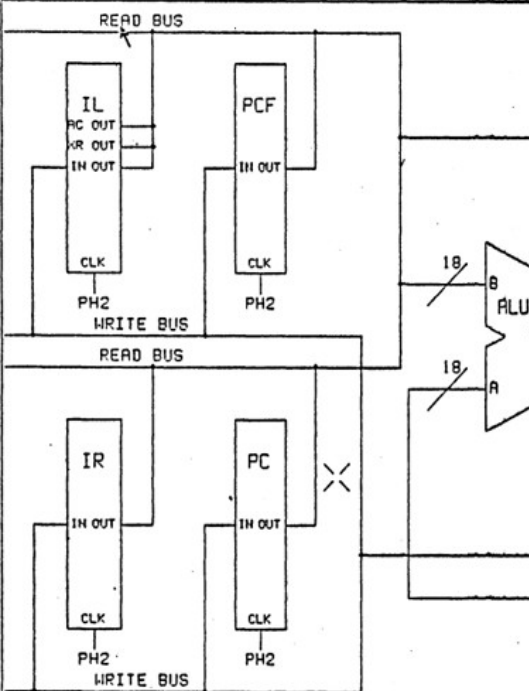 READ BUS
IL
AC OUT
XR OUT
IN OUT
CLK
PH2
PCF
IN OUT
CLK
PH2
WRITE BUS
18
B
ALU
18
A
READ BUS
IR
IN OUT
CLK
PH2
PC
IN OUT
CLK
PH2
WRITE BUS